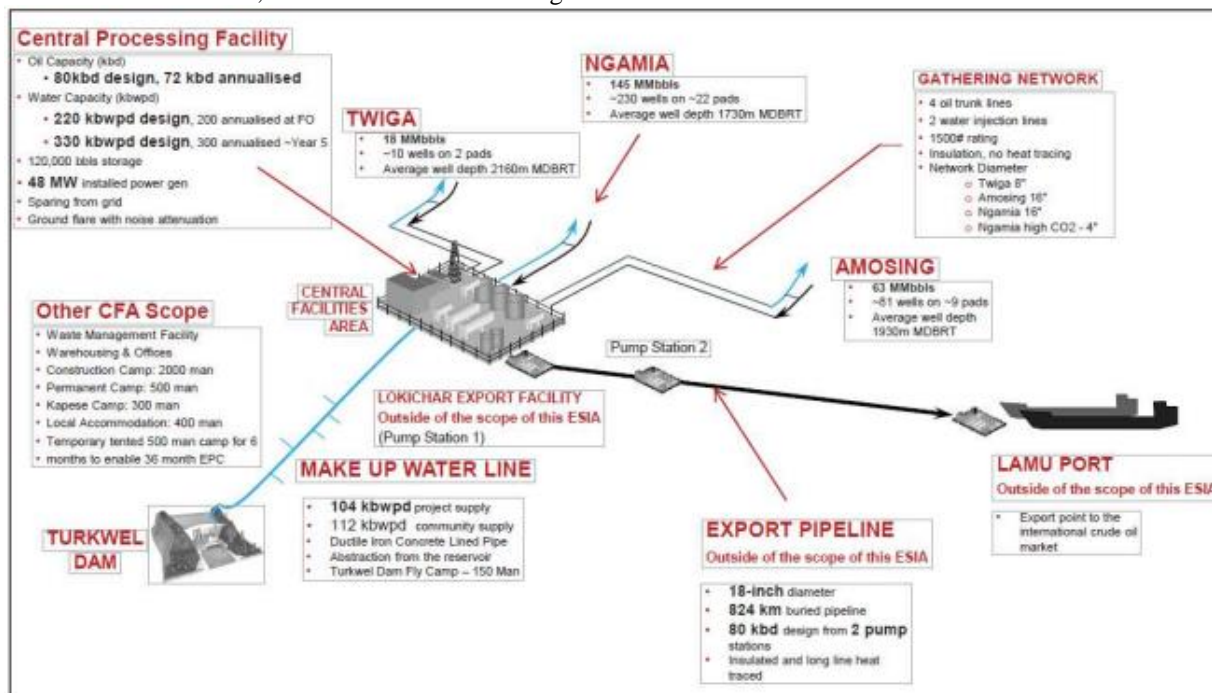 Central Processing Facility
• Oil Capacity (kbd)
• 80kbd design, 72 kbd annualised
• Water Capacity (kbwpd)
• 220 kbwpd design, 200 annualised at FO
• 330 kbwpd design, 300 annualised ~Year 5
• 120,000 bbls storage
• 48 MW installed power gen
• Sparing from grid
• Ground flare with noise attenuation
TWIGA
• 18 MMbbls
• ~10 wells on 2 pads
• Average well depth 2160m MDBRT
NGAMIA
• 145 MMbbls
• ~230 wells on ~22 pads
• Average well depth 1730m MDBRT
GATHERING NETWORK
• 4 oil trunk lines
• 2 water injection lines
• 1500# rating
• Insulation, no heat tracing
• Network Diameter
o Twiga 8"
o Amosing 16"
o Ngamia 16"
o Ngamia high CO2 - 4"
AMOSING
• 63 MMbbls
• ~81 wells on ~9 pads
• Average well depth
1930m MDBRT
CENTRAL
FACILITIES
AREA
Other CFA Scope
• Waste Management Facility
• Warehousing & Offices
• Construction Camp: 2000 man
• Permanent Camp: 500 man
• Kapese Camp: 300 man
• Local Accommodation: 400 man
• Temporary tented 500 man camp for 6
• months to enable 36 month EPC
Pump Station 2
LOKICHAR EXPORT FACILITY
Outside of the scope of this ESIA
(Pump Station 1)
MAKE UP WATER LINE
• 104 kbwpd project supply
• 112 kbwpd community supply
• Ductile Iron Concrete Lined Pipe
• Abstraction from the reservoir
• Turkwel Dam Fly Camp – 150 Man
TURKWEL
DAM
EXPORT PIPELINE
Outside of the scope of this ESIA
• 18-inch diameter
• 824 km buried pipeline
• 80 kbd design from 2 pump
stations
• Insulated and long line heat
traced
LAMU PORT
Outside of the scope of this ESIA
• Export point to the
international crude oil
market